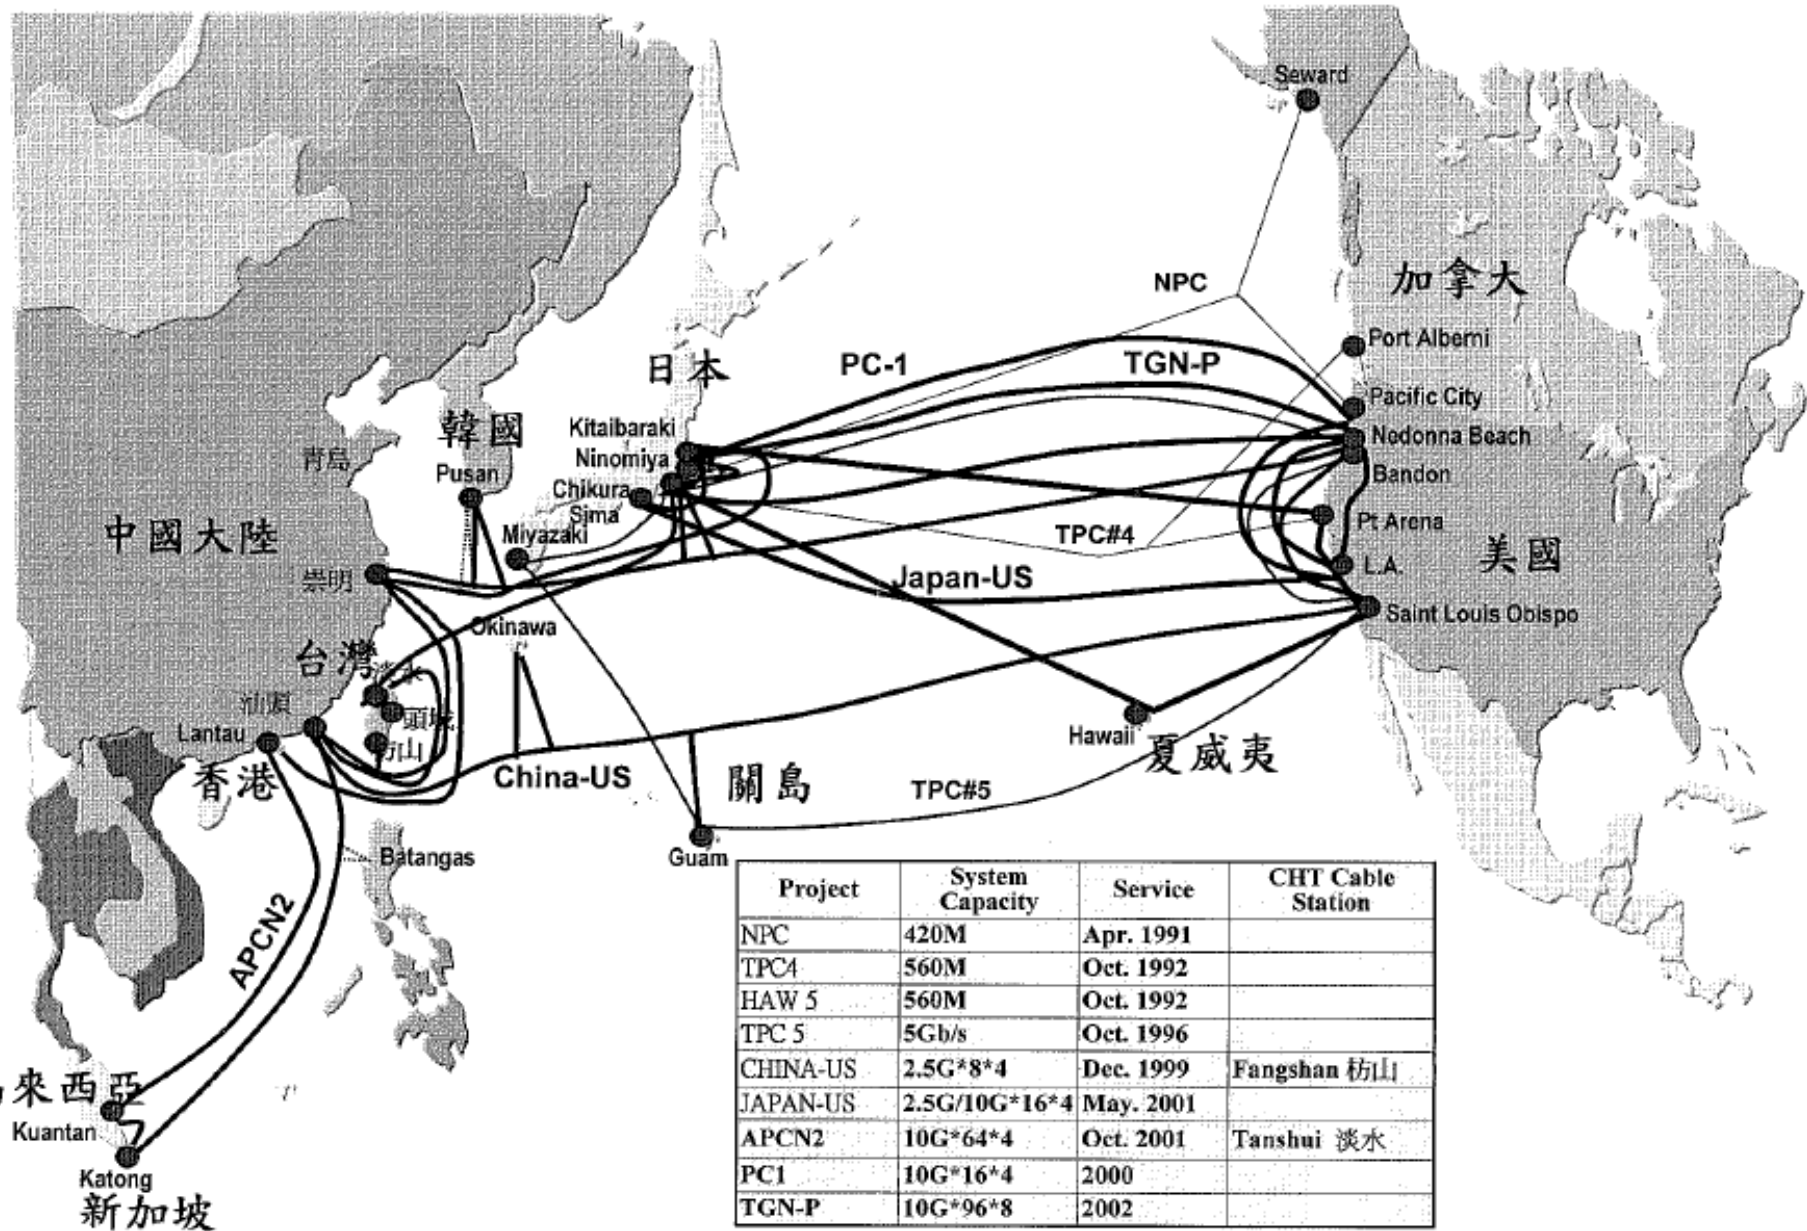 Seward
NPC
加拿大
Port Alberni
日本
PC-1
TGN-P
Pacific City
韓國
Kitaibaraki
Nedonna Beach
青島
Pusan
Ninomiya
Bandon
Chikura
Sima
中國大陸
Miyazaki
TPC#4
Pt Arena
美國
崇明
Japan-US
L.A.
Okinawa
Saint Louis Obispo
台灣
淡水
汕頭
頭城
Lantau
枋山
Hawaii
夏威夷
香港
China-US
關島
TPC#5
Batangas
Guam
APCN2
Project System Capacity Service CHT Cable Station
NPC 420M Apr. 1991
TPC4 560M Oct. 1992
HAW 5 560M Oct. 1992
TPC 5 5Gb/s Oct. 1996
CHINA-US 2.5G*8*4 Dec. 1999 Fangshan 枋山
JAPAN-US 2.5G/10G*16*4 May. 2001
APCN2 10G*64*4 Oct. 2001 Tanshui 淡水
PC1 10G*16*4 2000
TGN-P 10G*96*8 2002
來西亞
Kuantan
Katong
新加坡